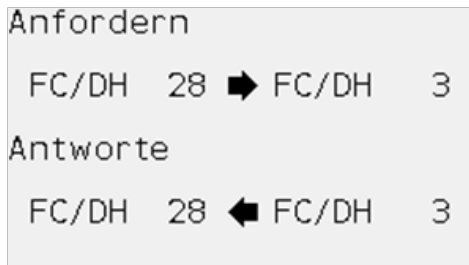 Anfordern
FC/DH 28 ➡ FC/DH 3
Antworte
FC/DH 28 ⬅ FC/DH 3